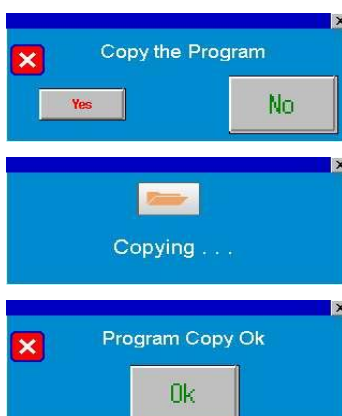 Copy the Program
Yes No
Copying . . .
Program Copy Ok
Ok